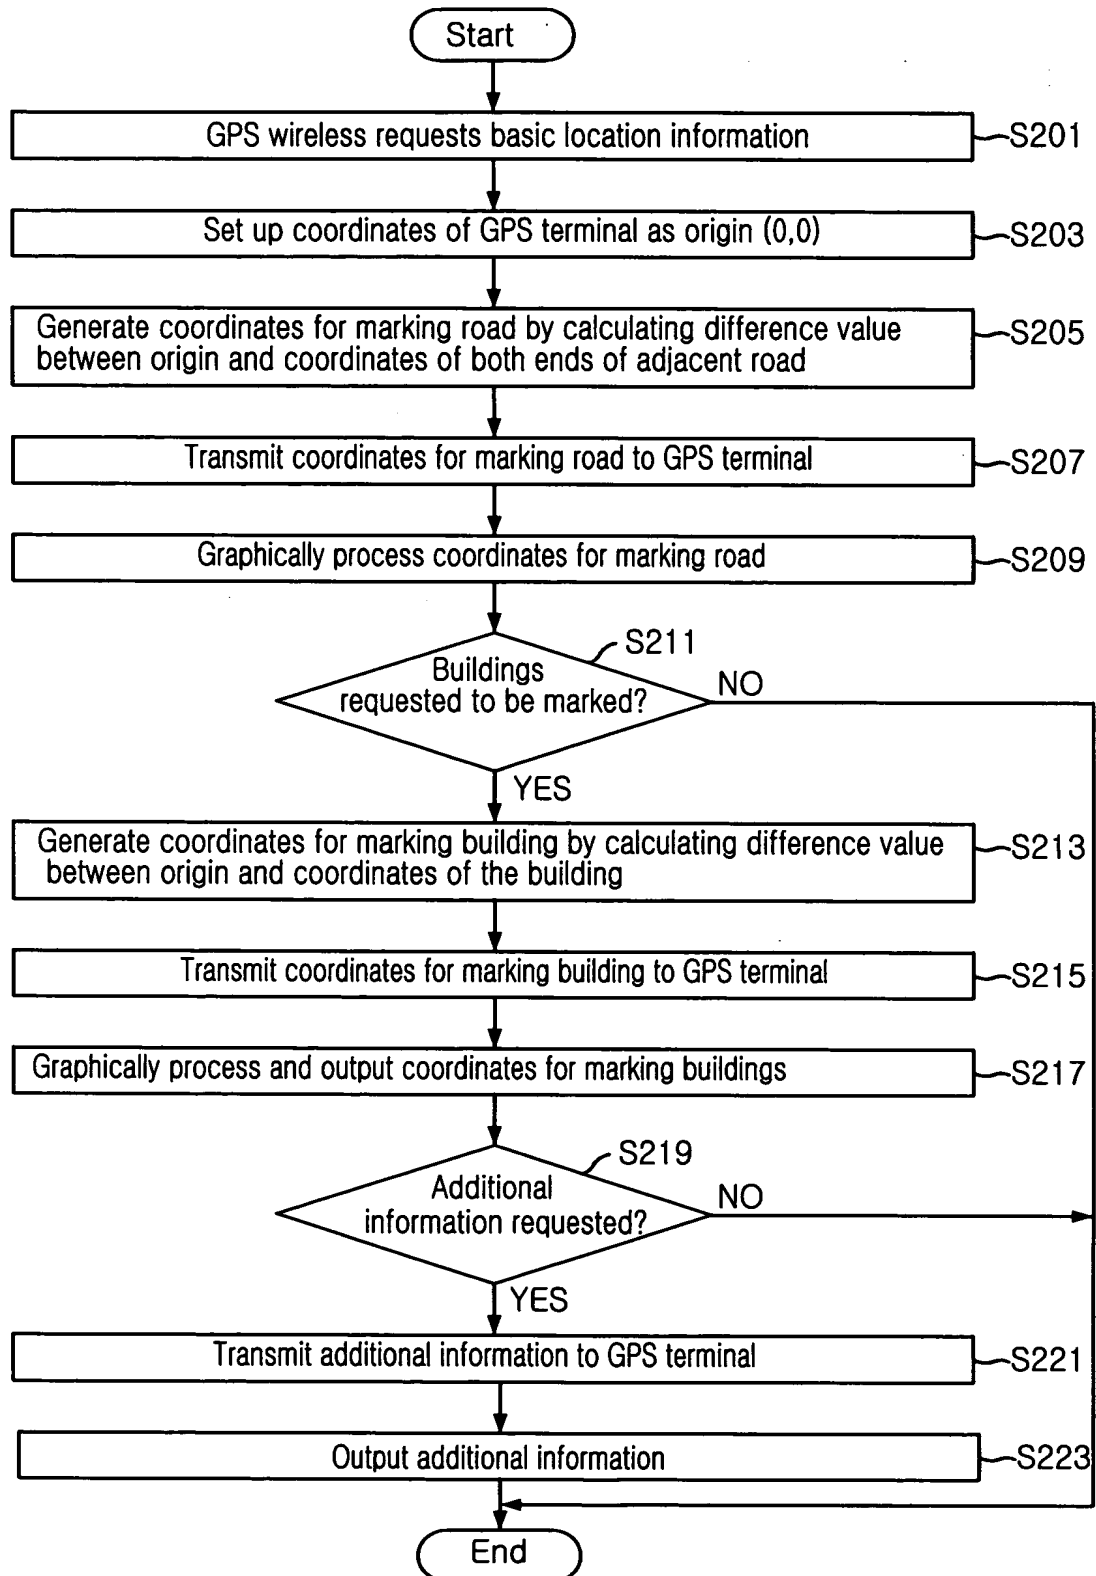 Start
GPS wireless requests basic location information
S201
Set up coordinates of GPS terminal as origin (0,0)
S203
Generate coordinates for marking road by calculating difference value
between origin and coordinates of both ends of adjacent road
S205
Transmit coordinates for marking road to GPS terminal
S207
Graphically process coordinates for marking road
S209
S211
Buildings
requested to be marked?
NO
YES
Generate coordinates for marking building by calculating difference value
between origin and coordinates of the building
S213
Transmit coordinates for marking building to GPS terminal
S215
Graphically process and output coordinates for marking buildings
S217
S219
Additional
information requested?
NO
YES
Transmit additional information to GPS terminal
S221
Output additional information
S223
End